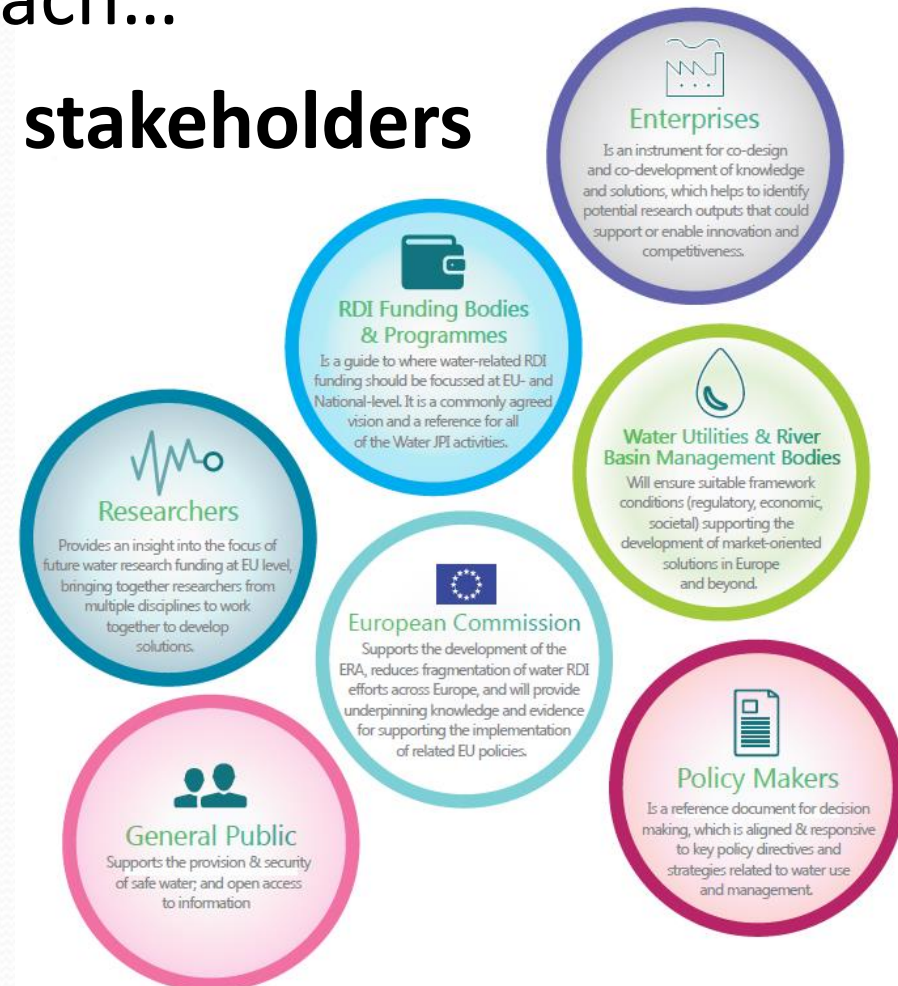 ach...
stakeholders
Enterprises
Is an instrument for co-design
and co-development of knowledge
and solutions, which helps to identify
potential research outputs that could
support or enable innovation and
competitiveness.
RDI Funding Bodies
& Programmes
Is a guide to where water-related RDI
funding should be focussed at EU- and
National-level. It is a commonly agreed
vision and a reference for all
of the Water JPI activities.
Water Utilities & River
Basin Management Bodies
Will ensure suitable framework
conditions (regulatory, economic,
societal) supporting the
development of market-oriented
solutions in Europe
and beyond.
Researchers
Provides an insight into the focus of
future water research funding at EU level,
bringing together researchers from
multiple disciplines to work
together to develop
solutions.
European Commission
Supports the development of the
ERA, reduces fragmentation of water RDI
efforts across Europe, and will provide
underpinning knowledge and evidence
for supporting the implementation
of related EU policies.
Policy Makers
Is a reference document for decision
making, which is aligned & responsive
to key policy directives and
strategies related to water use
and management.
General Public
Supports the provision & security
of safe water; and open access
to information